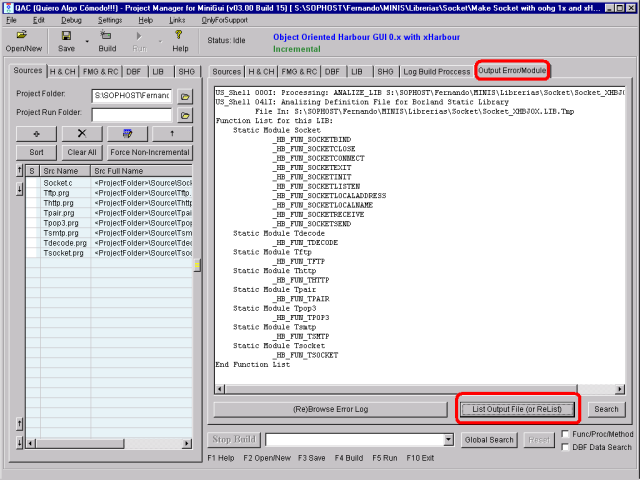 QAC (Quiero Algo Cómodo!!!) - Project Manager for MiniGui (v03.00 Build 15) [ S:\SOPHOST\Fernando\MINIS\Librerias\Socket\Make Socket with oohg 1x and xH...
File Edit Debug Settings Help Links OnlyForSupport
Open/New Save Build Run Help
Status: Idle
Object Oriented Harbour GUI 0.x with xHarbour
Incremental
Sources H & CH FMG & RC DBF LIB SHG
Project Folder: S:\SOPHOST\Fernanc
Project Run Folder:
Sort Clear All Force Non-Incremental
S Src Name Src Full Name
Socket.c <ProjectFolder>\Source\Sock
Tftp.prg <ProjectFolder>\Source\Tftp.
Thttp.prg <ProjectFolder>\Source\Thttp
Tpair.prg <ProjectFolder>\Source\Tpai
Tpop3.prg <ProjectFolder>\Source\Tpop
Tsmtp.prg <ProjectFolder>\Source\Tsm
Tdecode.prg <ProjectFolder>\Source\Tde
Tsocket.prg <ProjectFolder>\Source\Tsoc
Sources H & CH FMG & RC DBF LIB SHG Log Build Proccess Output Error/Module
US_Shell 000I: Processing: ANALIZE_LIB S:\SOPHOST\Fernando\MINIS\Librerias\Socket\Socket_XHBJ0
US_Shell 041I: Analizing Definition File for Borland Static Library
File In: S:\SOPHOST\Fernando\MINIS\Librerias\Socket\Socket_XHBJ0X.LIB.Tmp
Function List for this LIB:
Static Module Socket
_HB_FUN_SOCKETBIND
_HB_FUN_SOCKETCLOSE
_HB_FUN_SOCKETCONNECT
_HB_FUN_SOCKETEXIT
_HB_FUN_SOCKETINIT
_HB_FUN_SOCKETLISTEN
_HB_FUN_SOCKETLOCALADDRESS
_HB_FUN_SOCKETLOCALNAME
_HB_FUN_SOCKETRECEIVE
_HB_FUN_SOCKETSEND
Static Module Tdecode
_HB_FUN_TDECODE
Static Module Tftp
_HB_FUN_TFTP
Static Module Thttp
_HB_FUN_THTTP
Static Module Tpair
_HB_FUN_TPAIR
Static Module Tpop3
_HB_FUN_TPOP3
Static Module Tsmtp
_HB_FUN_TSMTP
Static Module Tsocket
_HB_FUN_TSOCKET
End Function List
(Re)Browse Error Log List Output File (or ReList) Search
Stop Build Global Search Reset Func/Proc/Method
DBF Data Search
F1 Help F2 Open/New F3 Save F4 Build F5 Run F10 Exit